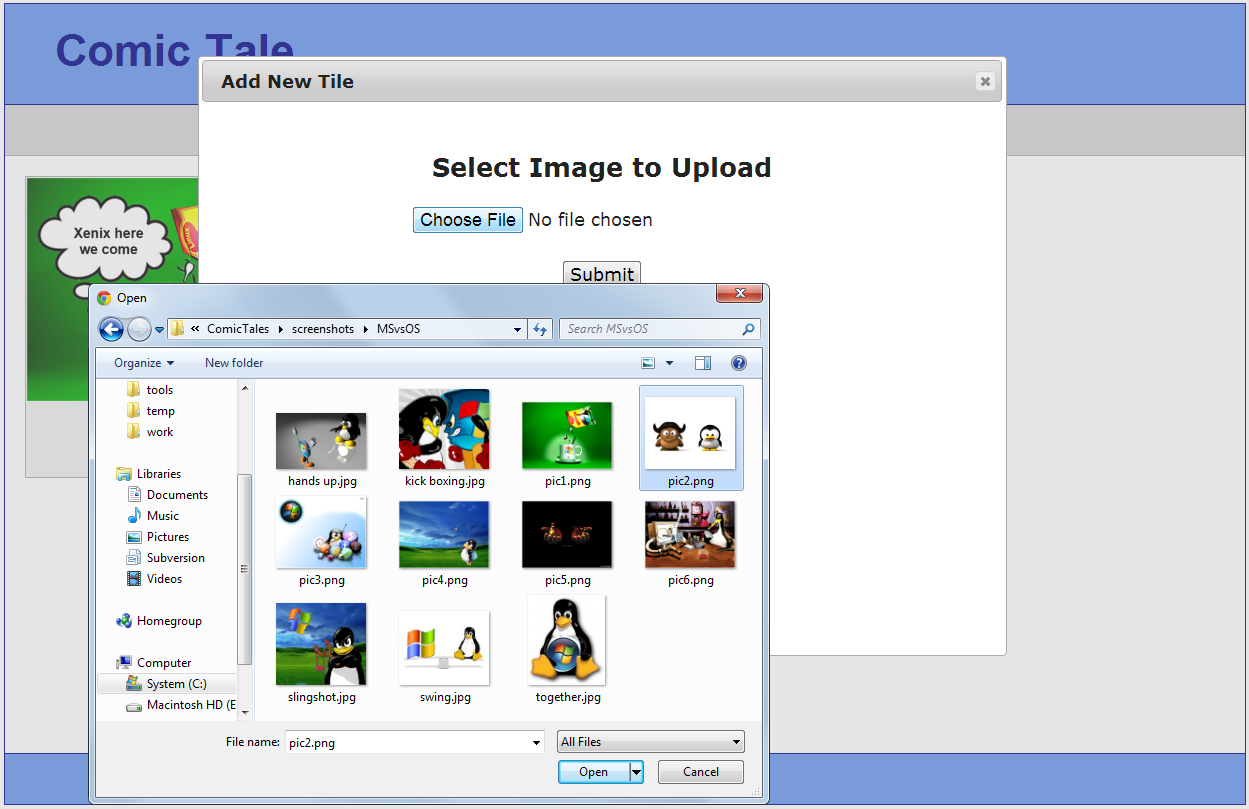 Comic Tale
Add New Tile
Select Image to Upload
Choose File No file chosen
Submit
Xenix here
we come
Linux
Open
« ComicTales screenshots MSvsOS
Search MSvsOS
Organize New folder
tools
temp
work
Libraries
Documents
Music
Pictures
Subversion
Videos
Homegroup
Computer
System (C:)
Macintosh HD (E
hands up.jpg kick boxing.jpg pic1.png pic2.png
pic3.png pic4.png pic5.png pic6.png
slingshot.jpg swing.jpg together.jpg
File name: pic2.png All Files
Open Cancel